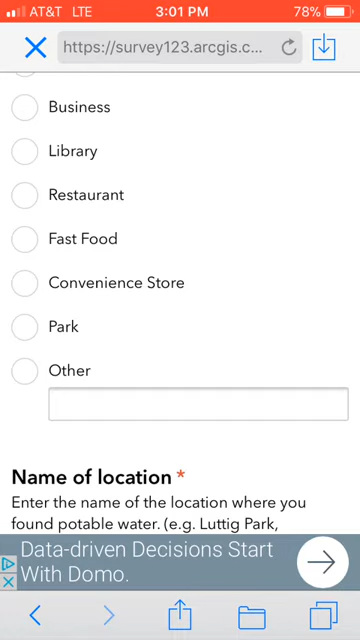 AT&T LTE 3:01 PM 78%
https://survey123.arcgis.c...
Business
Library
Restaurant
Fast Food
Convenience Store
Park
Other
Name of location *
Enter the name of the location where you
found potable water. (e.g. Luttig Park,
Data-driven Decisions Start
With Domo.